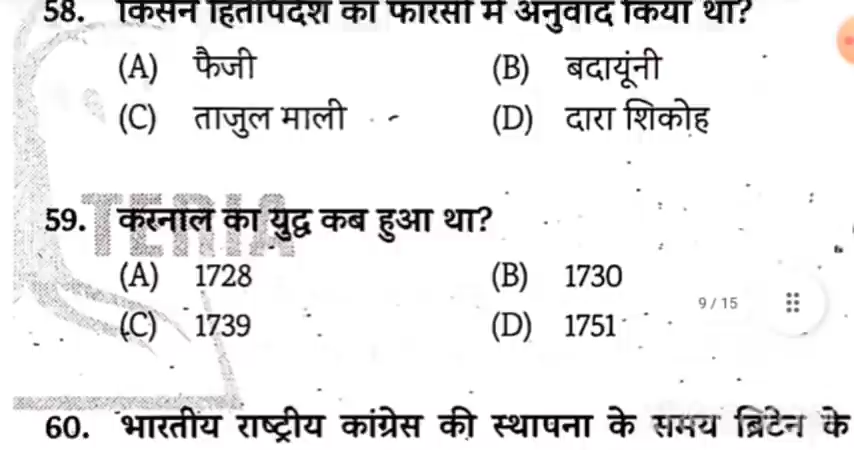 58. किसने हितोपदेश का फारसी में अनुवाद किया था?
(A) फैजी (B) बदायूंनी
(C) ताजुल माली (D) दारा शिकोह
TERIA
59. करनाल का युद्ध कब हुआ था?
(A) 1728 (B) 1730
9 / 15
(C) 1739 (D) 1751
60. भारतीय राष्ट्रीय कांग्रेस की स्थापना के समय ब्रिटेन के